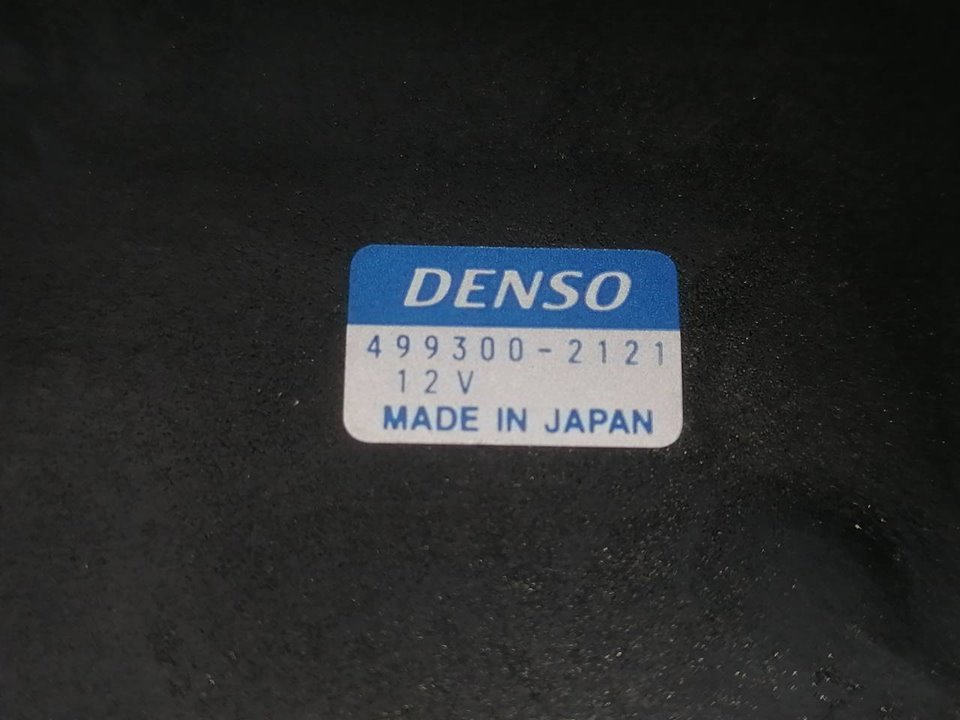 DENSO
499300-2121
12V
MADE IN JAPAN